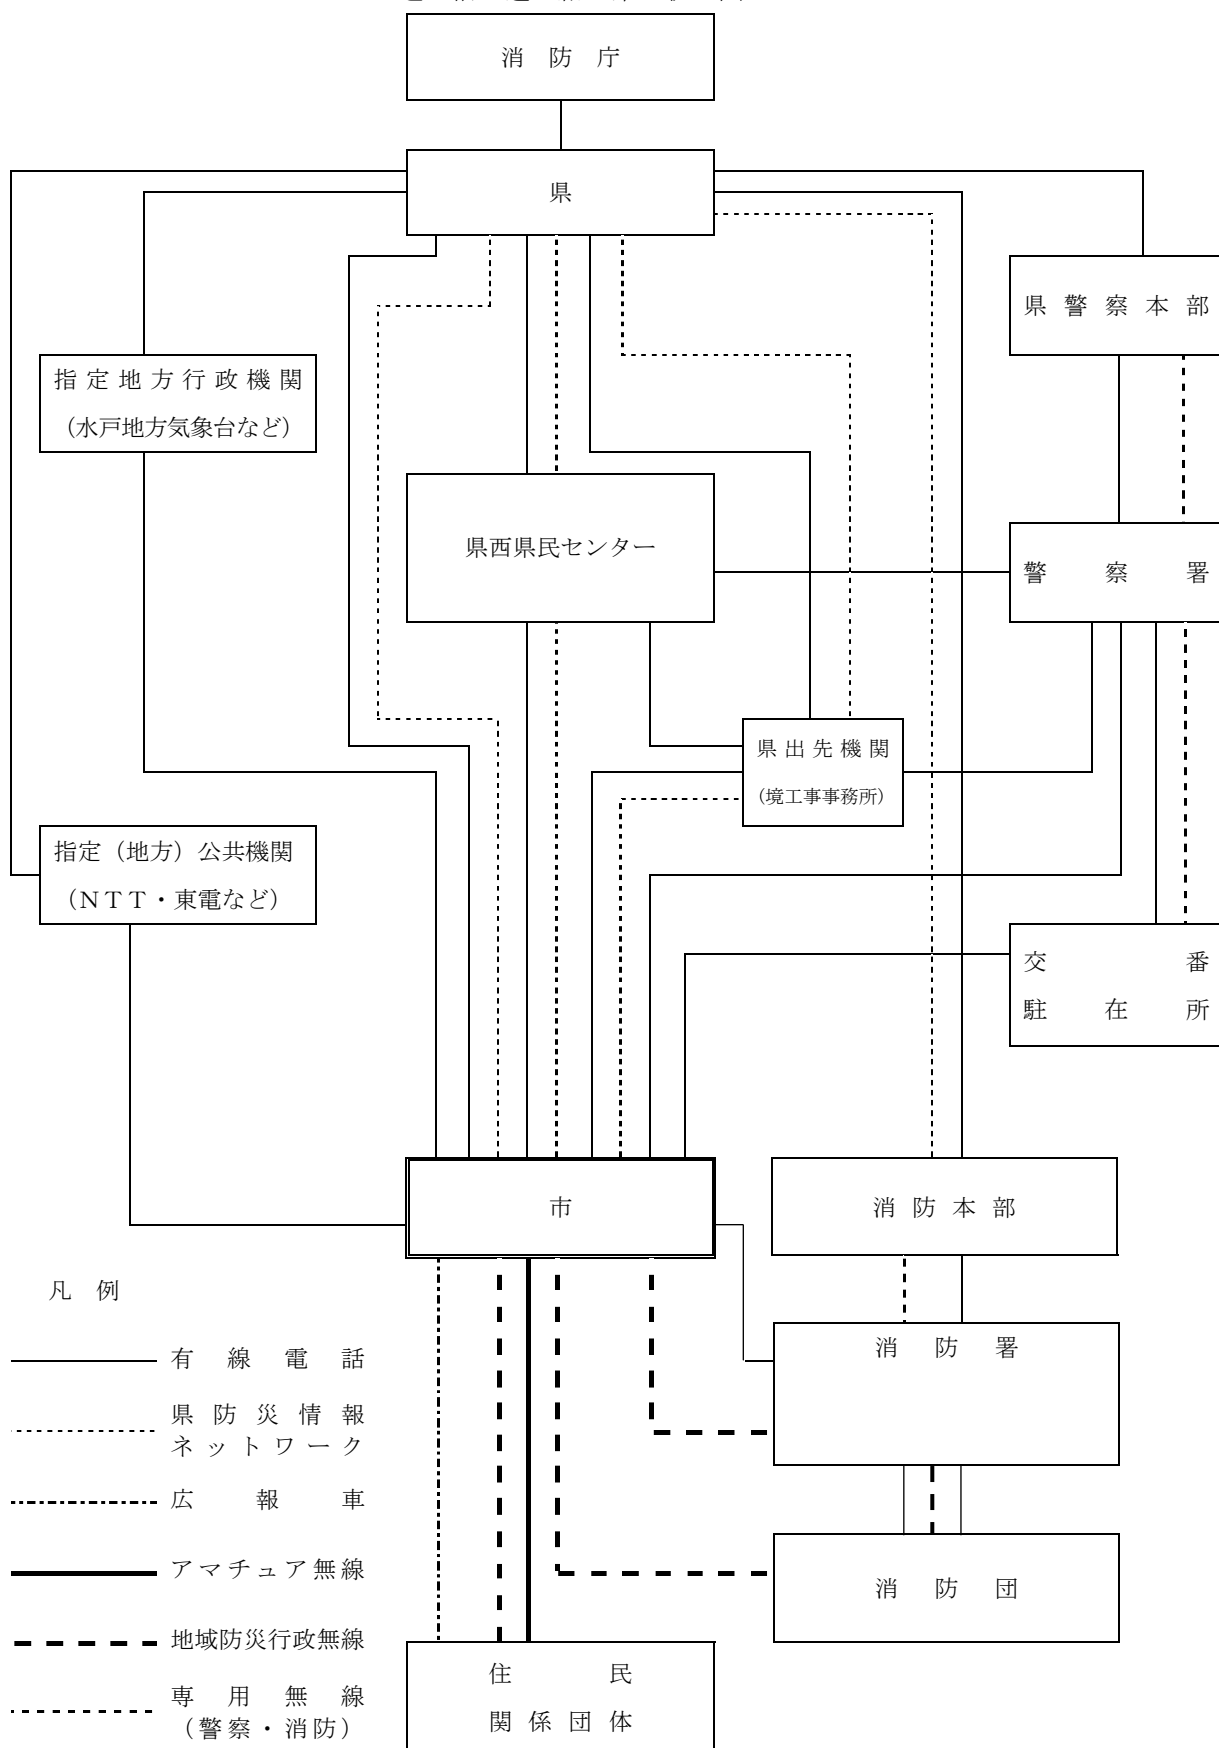 消防庁
県
県警察本部
指定地方行政機関
（水戸地方気象台など）
県西県民センター
警察署
県出先機関
（境工事事務所）
指定（地方）公共機関
（ＮＴＴ・東電など）
交番
駐在所
市
消防本部
凡例
消防署
有線電話
県防災情報
ネットワーク
広報車
アマチュア無線
消防団
地域防災行政無線
住民
関係団体
専用無線
（警察・消防）